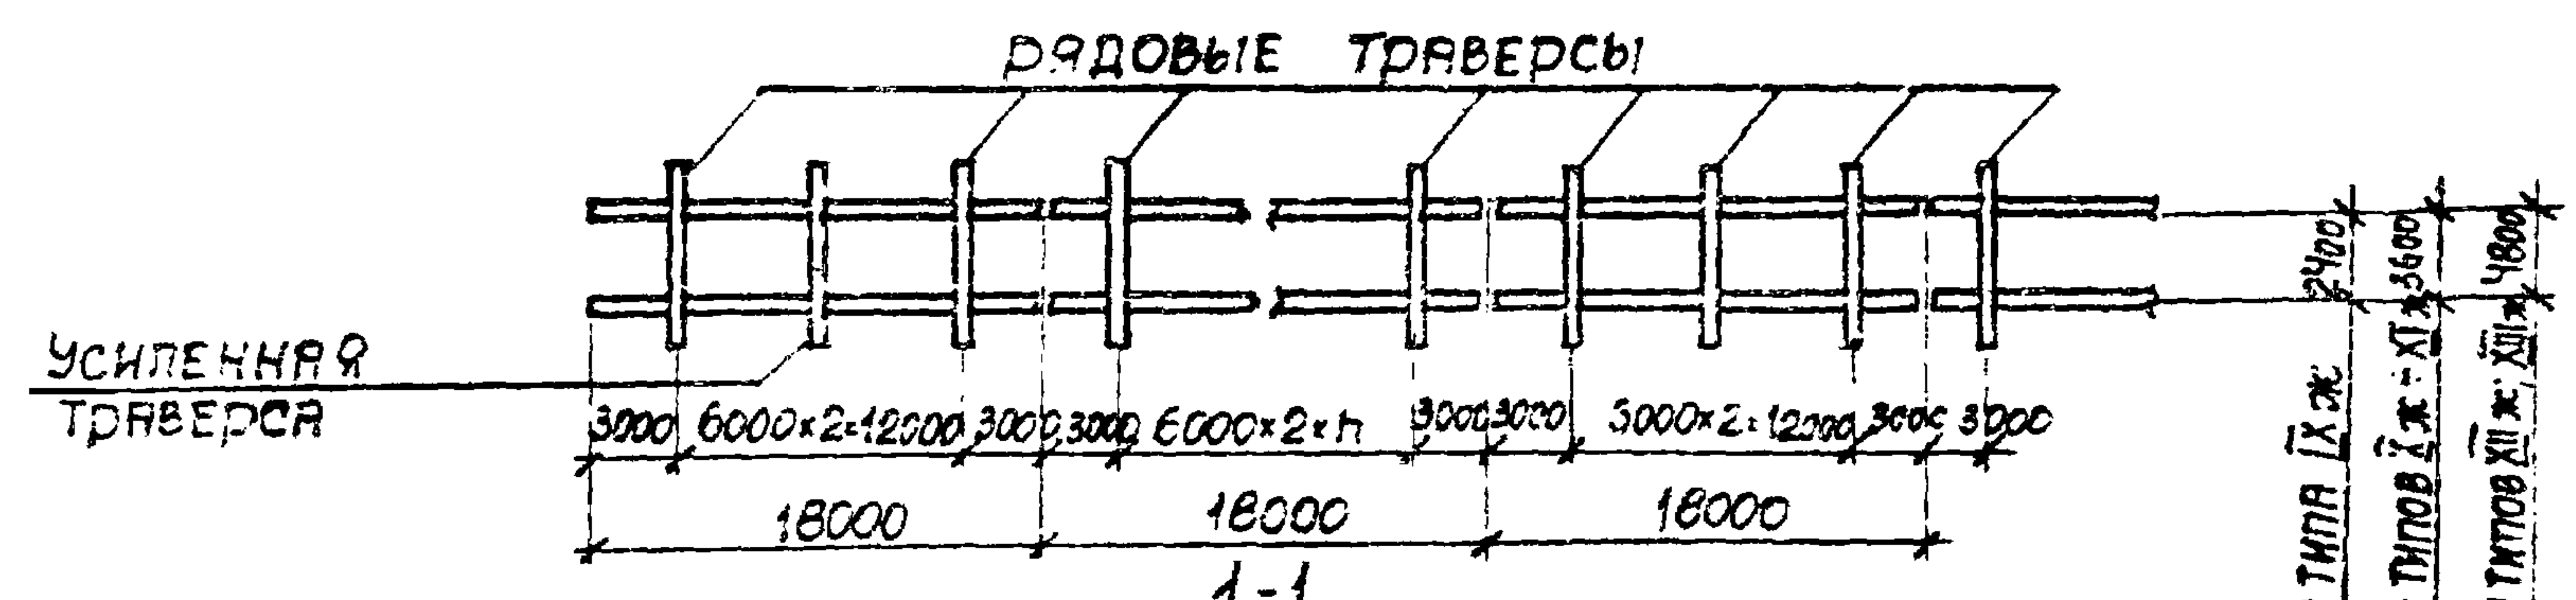 РЯДОВЫЕ ТРАВЕРСЫ
УСИЛЕННАЯ
ТРАВЕРСА
3000 6000×2=12000 3000 3000 6000×2×n 3000 3000 6000×2=12000 3000 3000
18000 18000 18000
1-1
ТИПА IXж 2400
ТИПОВ Xж-XIж 3600
ТИПОВ XIIж; XIIIж 4800